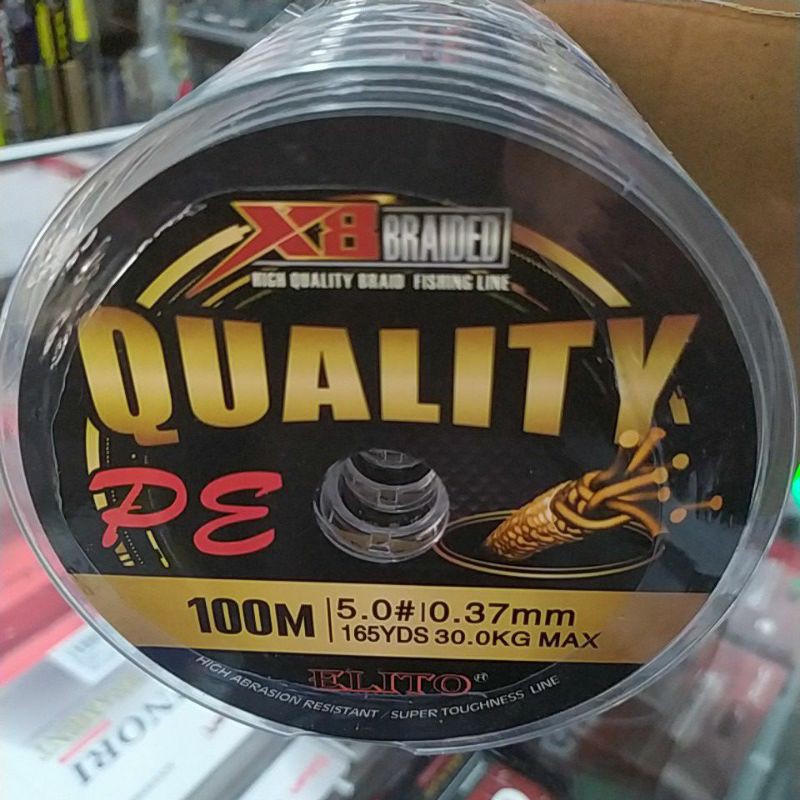 X8 BRAIDED
HIGH QUALITY BRAID FISHING LINE
QUALITY
PE
100M
5.0#|0.37mm
165YDS 30.0KG MAX
ELITO®
HIGH ABRASION RESISTANT / SUPER TOUGHNESS LINE
NORI